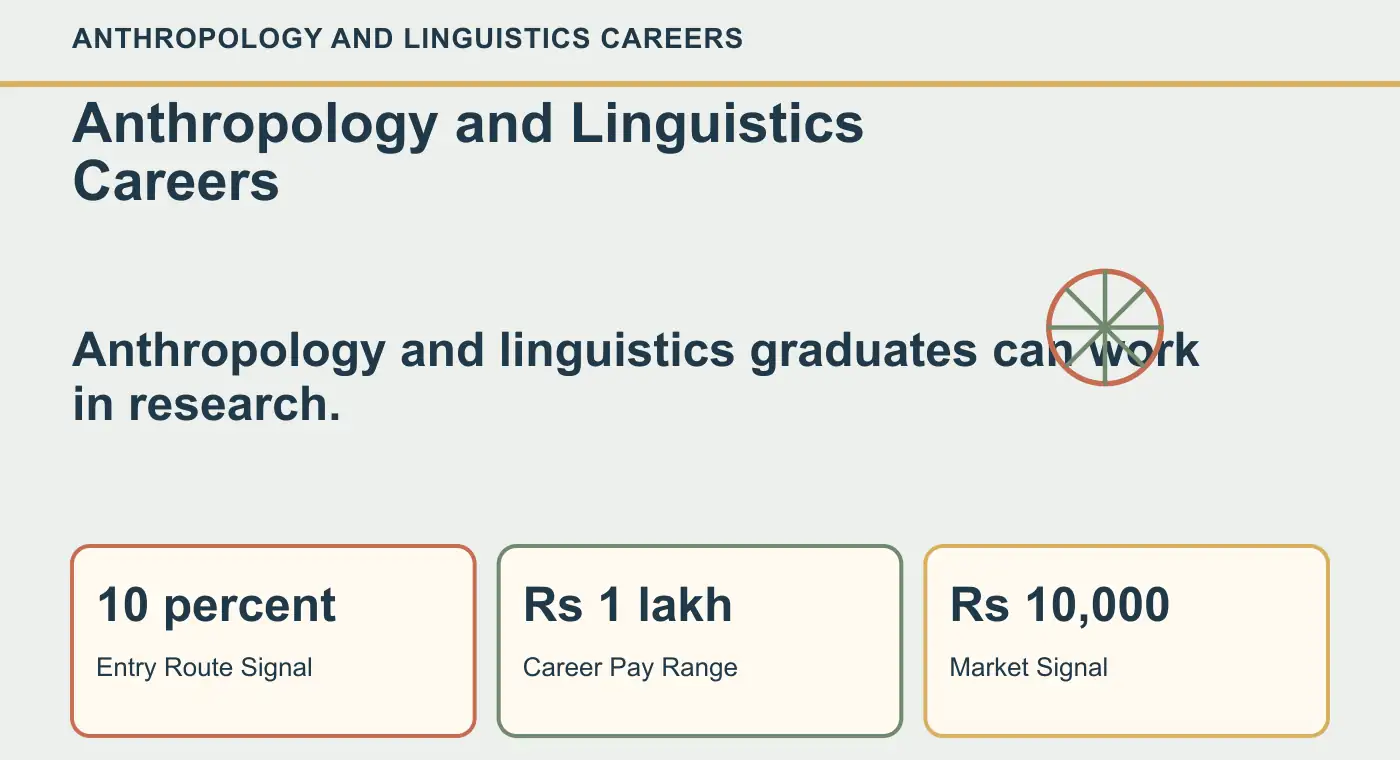 ANTHROPOLOGY AND LINGUISTICS CAREERS
Anthropology and Linguistics
Careers
Anthropology and linguistics graduates can work
in research.
10 percent
Entry Route Signal
Rs 1 lakh
Career Pay Range
Rs 10,000
Market Signal